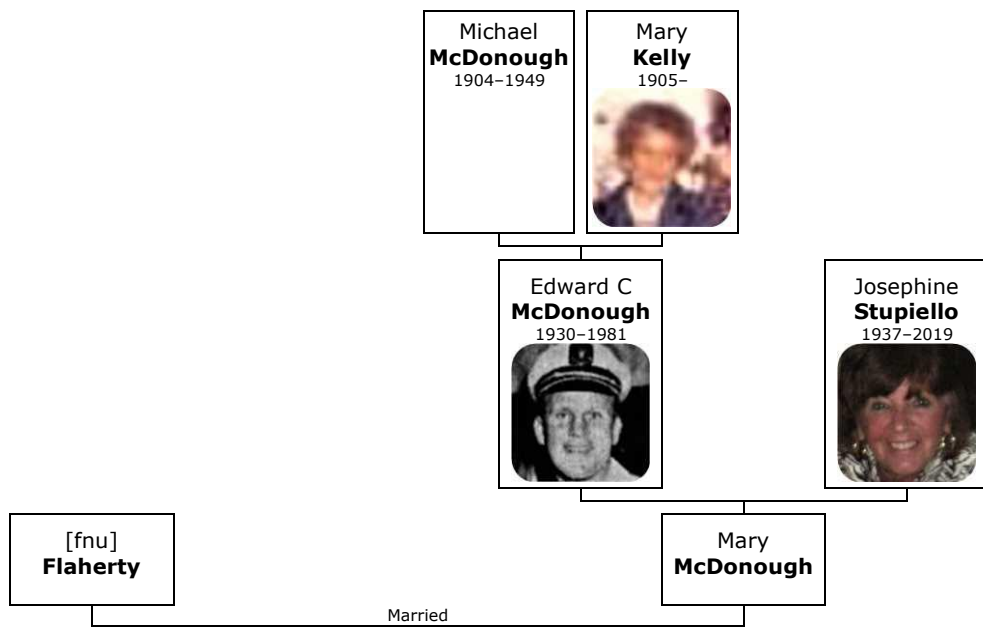 Michael
McDonough
1904–1949
Mary
Kelly
1905–
Edward C
McDonough
1930–1981
Josephine
Stupiello
1937–2019
[fnu]
Flaherty
Mary
McDonough
Married